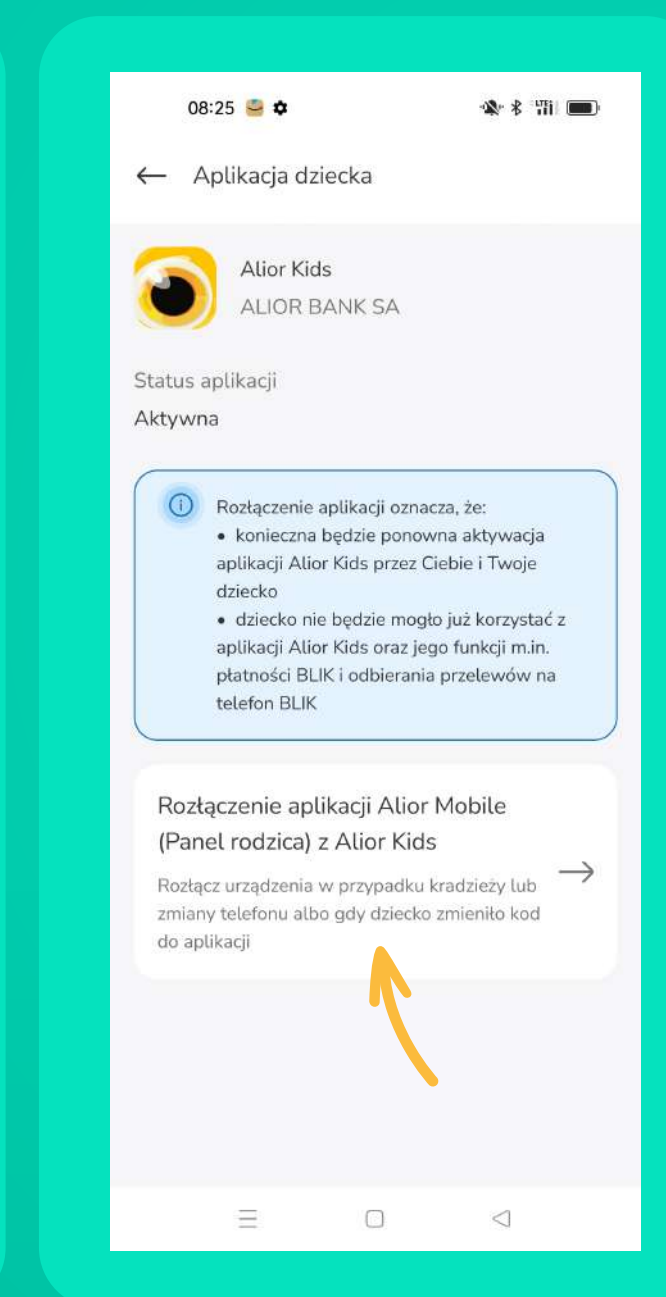 08:25
Aplikacja dziecka
Alior Kids
ALIOR BANK SA
Status aplikacji
Aktywna
Rozłączenie aplikacji oznacza, że:
• konieczna będzie ponowna aktywacja
aplikacji Alior Kids przez Ciebie i Twoje
dziecko
• dziecko nie będzie mogło już korzystać z
aplikacji Alior Kids oraz jego funkcji m.in.
płatności BLIK i odbierania przelewów na
telefon BLIK
Rozłączenie aplikacji Alior Mobile
(Panel rodzica) z Alior Kids
Rozłącz urządzenia w przypadku kradzieży lub
zmiany telefonu albo gdy dziecko zmieniło kod
do aplikacji